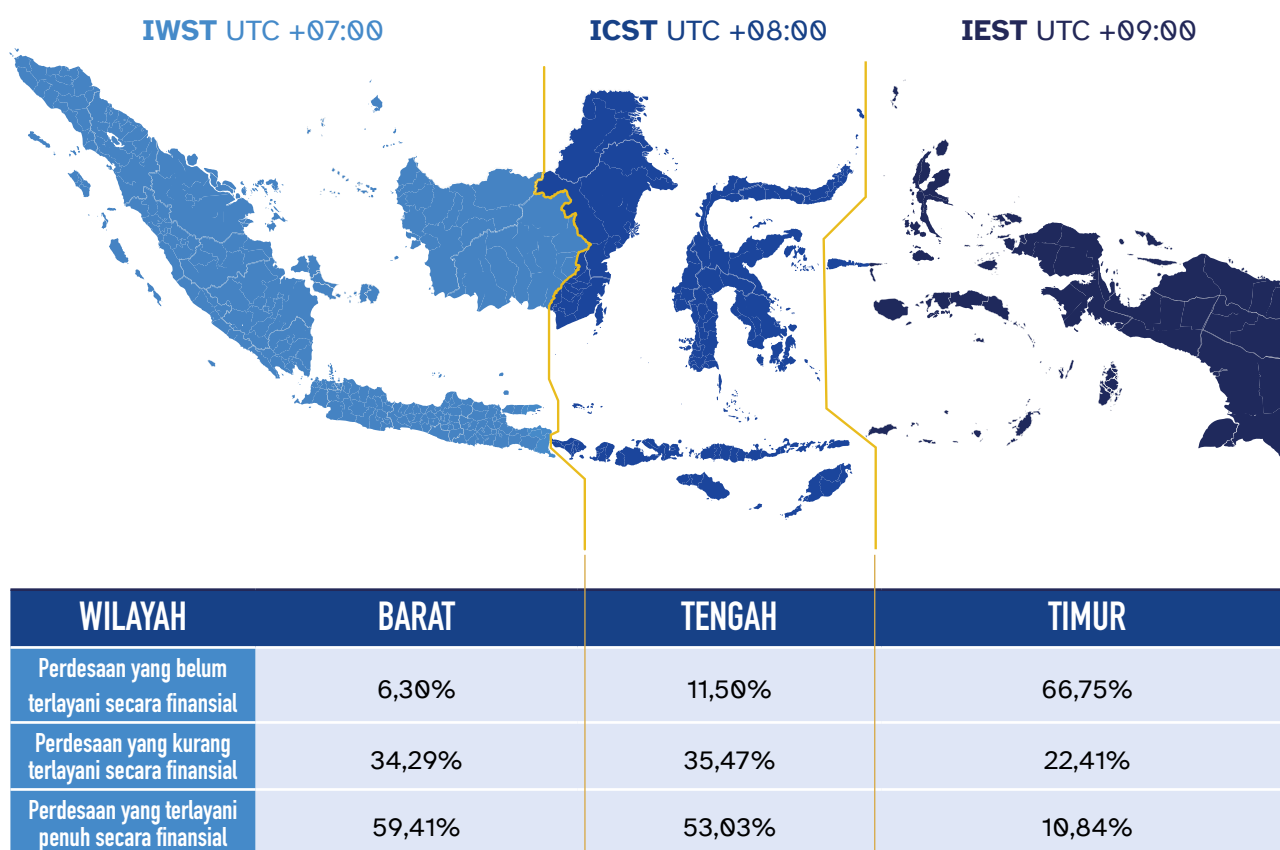 IWST UTC +07:00 ICST UTC +08:00 IEST UTC +09:00
WILAYAH BARAT TENGAH TIMUR
Perdesaan yang belum
terlayani secara finansial
6,30% 11,50% 66,75%
Perdesaan yang kurang
terlayani secara finansial
34,29% 35,47% 22,41%
Perdesaan yang terlayani
penuh secara finansial
59,41% 53,03% 10,84%